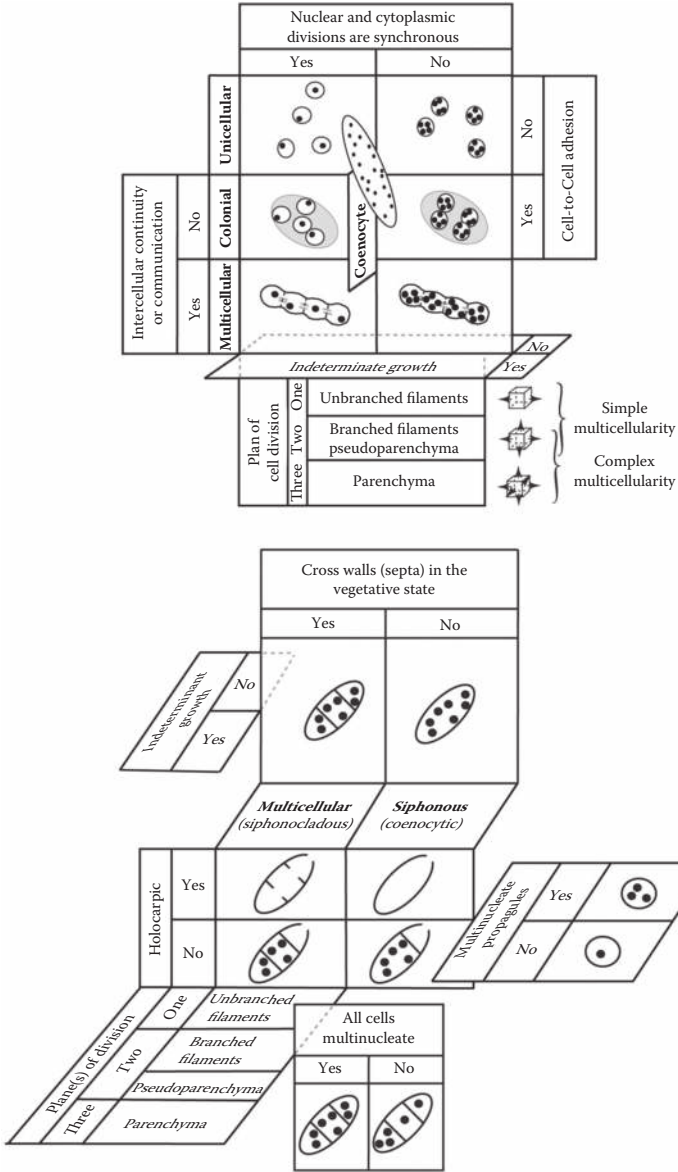 Nuclear and cytoplasmic
divisions are synchronous
Yes
No
Unicellular
Colonial
Multicellular
Coenocyte
No
Yes
Cell-to-Cell adhesion
Intercellular continuity
or communication
No
Yes
Indeterminate growth
No
Yes
Plan of
cell division
One
Two
Three
Unbranched filaments
Branched filaments
pseudoparenchyma
Parenchyma
Simple
multicellularity
Complex
multicellularity
Cross walls (septa) in the
vegetative state
Yes
No
Indeterminant
growth
No
Yes
Multicellular
(siphonocladous)
Siphonous
(coenocytic)
Holocarpic
Yes
No
Multinucleate
propagules
Yes
No
Plane(s) of division
One
Two
Three
Unbranched
filaments
Branched
filaments
Pseudoparenchyma
Parenchyma
All cells
multinucleate
Yes
No